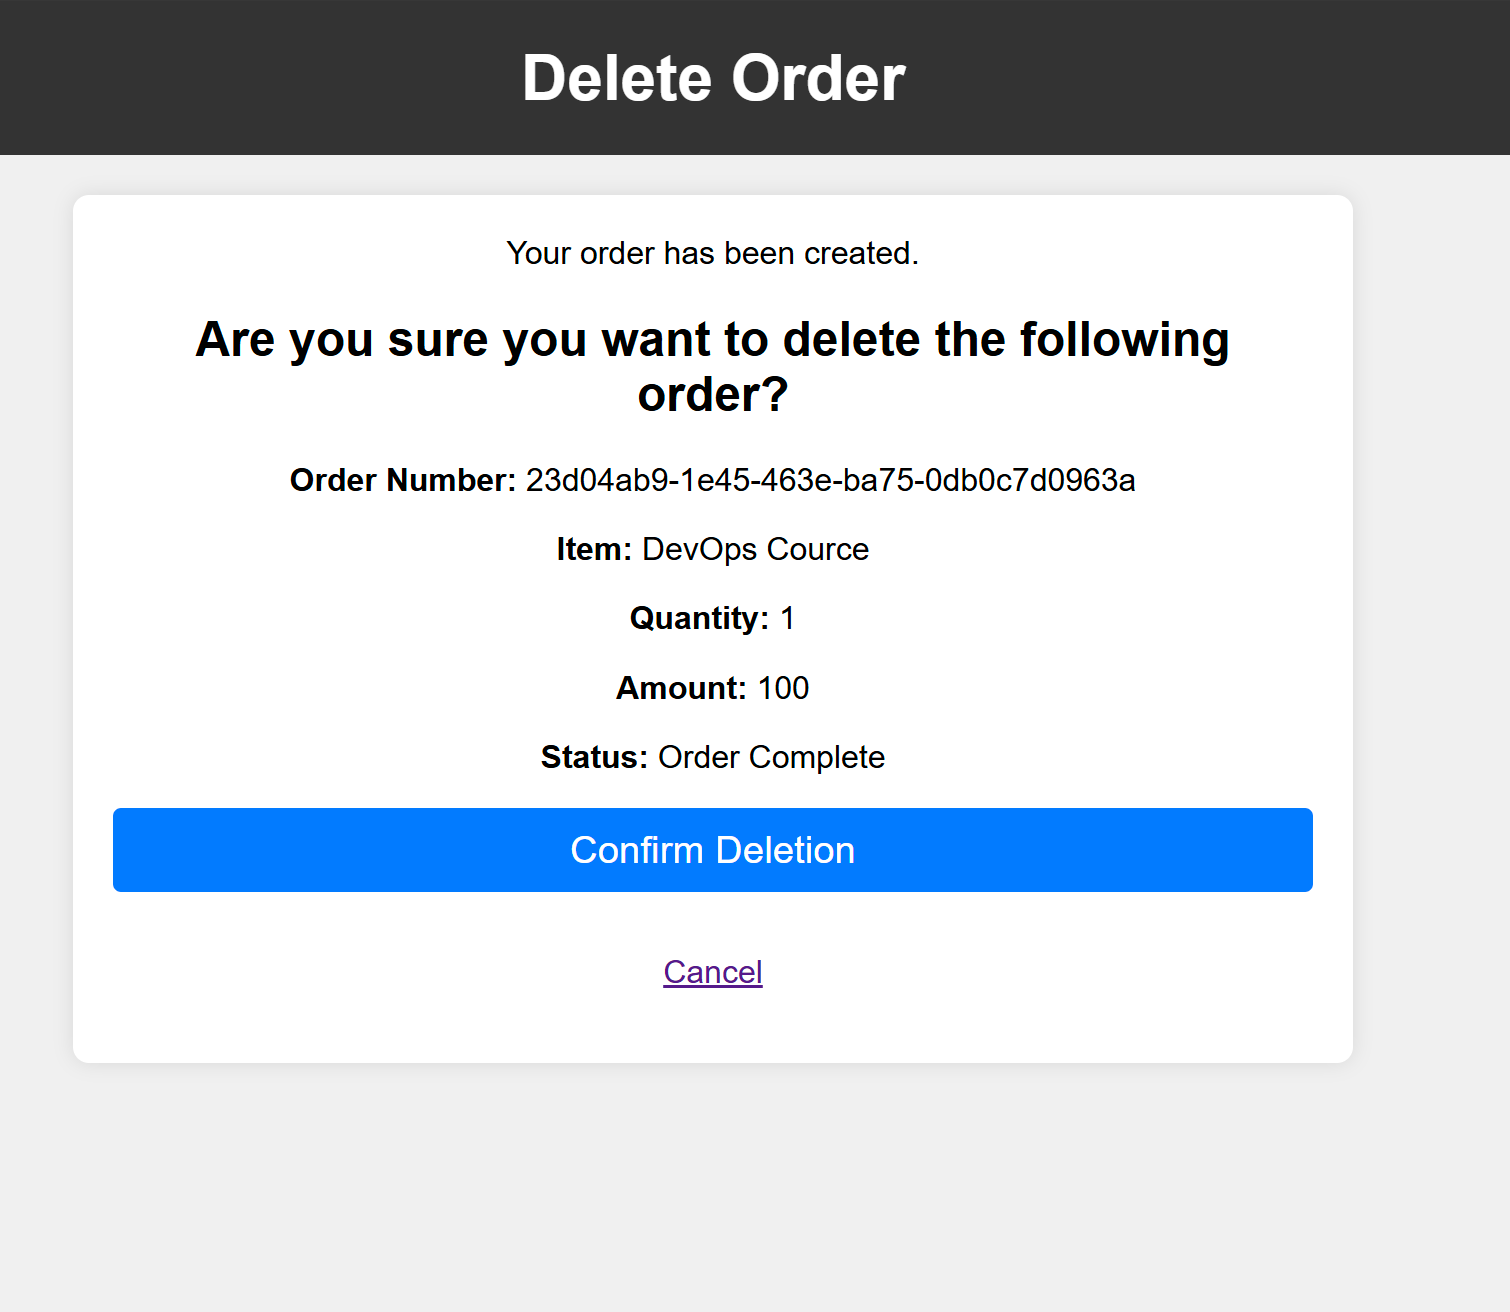 Delete Order
Your order has been created.
Are you sure you want to delete the following
order?
Order Number: 23d04ab9-1e45-463e-ba75-0db0c7d0963a
Item: DevOps Cource
Quantity: 1
Amount: 100
Status: Order Complete
Confirm Deletion
Cancel